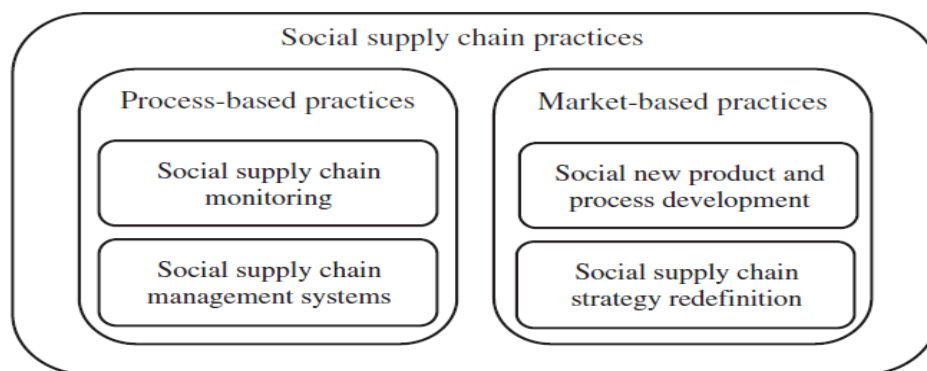 Social supply chain practices
Process-based practices
Social supply chain
monitoring
Social supply chain
management systems
Market-based practices
Social new product and
process development
Social supply chain
strategy redefinition